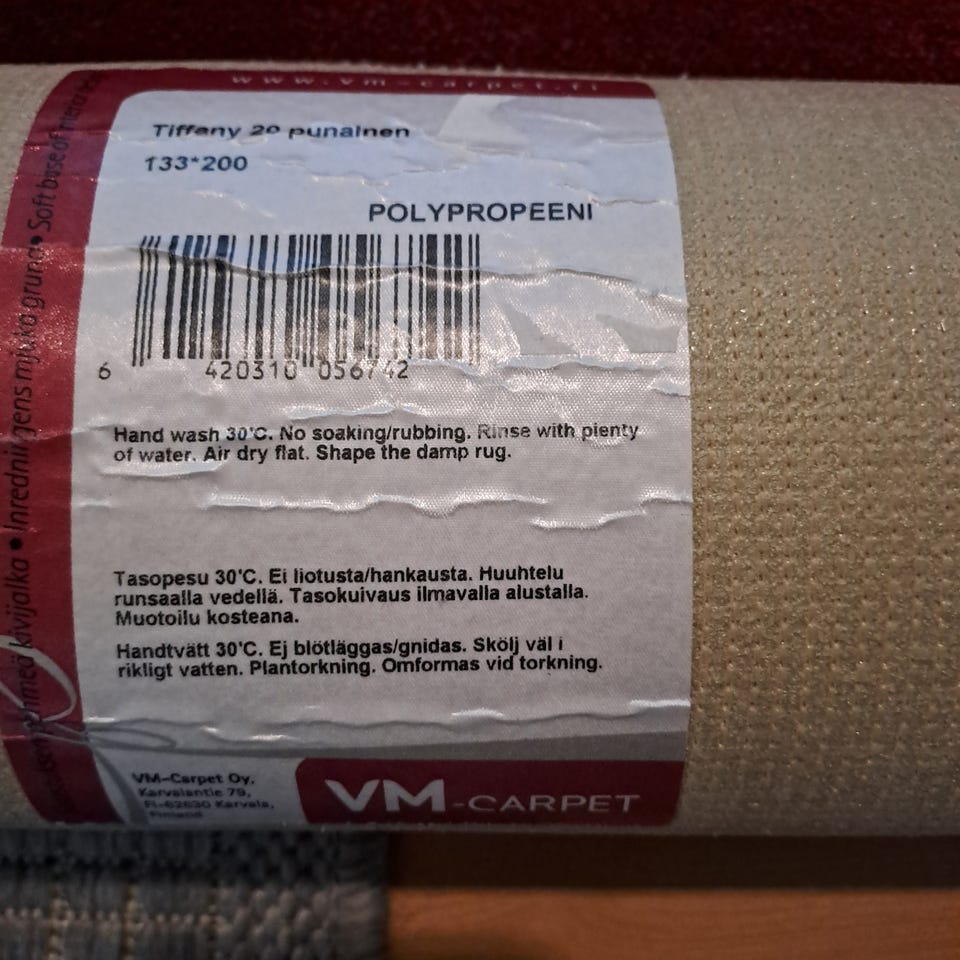 www.vm-carpet.fi
Tiffany 20 punainen
133*200
POLYPROPEENI
6 420310 056742
Hand wash 30°C. No soaking/rubbing. Rinse with plenty
of water. Air dry flat. Shape the damp rug.
Tasopesu 30°C. Ei liotusta/hankausta. Huuhtelu
runsaalla vedellä. Tasokuivaus ilmavalla alustalla.
Muotoilu kosteana.
Handtvätt 30°C. Ej blötläggas/gnidas. Skölj väl i
rikligt vatten. Plantorkning. Omformas vid torkning.
VM-Carpet Oy,
Karvalantie 79,
FI-62630 Karvala,
Finland
VM-CARPET
pehmeä kivijalka • Inredningens mjuka grund • Soft base of